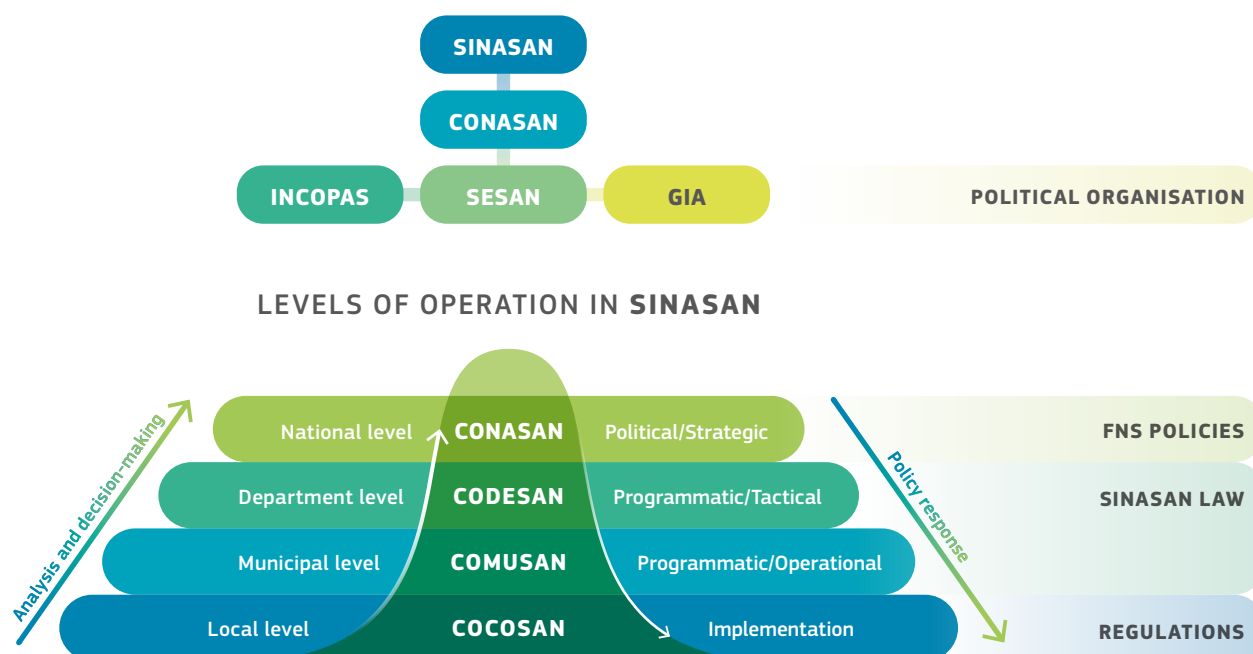 SINASAN
CONASAN
INCOPAS SESAN GIA POLITICAL ORGANISATION
LEVELS OF OPERATION IN SINASAN
Analysis and decision-making
Policy response
National level CONASAN Political/Strategic FNS POLICIES
Department level CODESAN Programmatic/Tactical SINASAN LAW
Municipal level COMUSAN Programmatic/Operational
Local level COCOSAN Implementation REGULATIONS